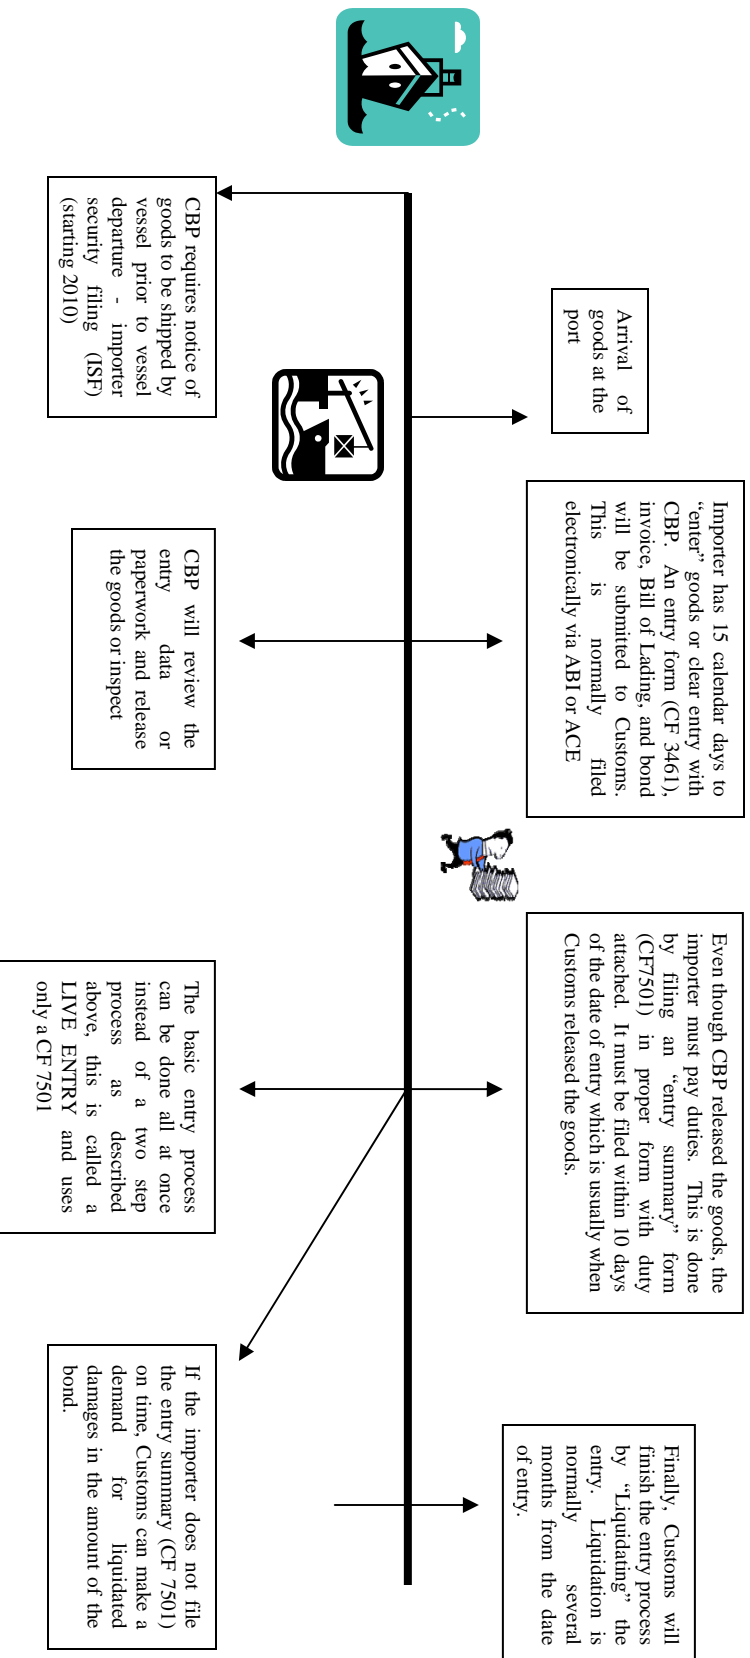 CBP requires notice of
goods to be shipped by
vessel prior to vessel
departure - importer
security filing (ISF)
(starting 2010)
Arrival of
goods at the
port
Importer has 15 calendar days to
“enter” goods or clear entry with
CBP. An entry form (CF 3461),
invoice, Bill of Lading, and bond
will be submitted to Customs.
This is normally filed
electronically via ABI or ACE
CBP will review the
entry data or
paperwork and release
the goods or inspect
Even though CBP released the goods, the
importer must pay duties. This is done
by filing an “entry summary” form
(CF7501) in proper form with duty
attached. It must be filed within 10 days
of the date of entry which is usually when
Customs released the goods.
The basic entry process
can be done all at once
instead of a two step
process as described
above, this is called a
LIVE ENTRY and uses
only a CF 7501
If the importer does not file
the entry summary (CF 7501)
on time, Customs can make a
demand for liquidated
damages in the amount of the
bond.
Finally, Customs will
finish the entry process
by “Liquidating” the
entry. Liquidation is
normally several
months from the date
of entry.